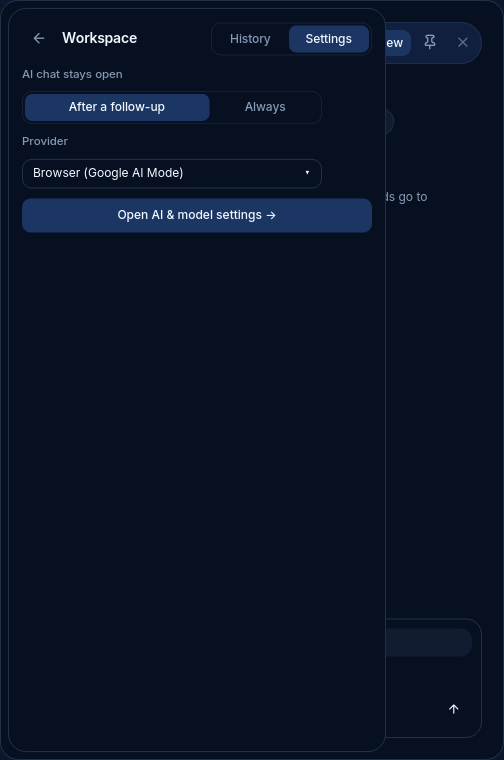 Workspace
History
Settings
AI chat stays open
After a follow-up
Always
Provider
Browser (Google AI Mode)
Open AI & model settings →
ew
ds go to